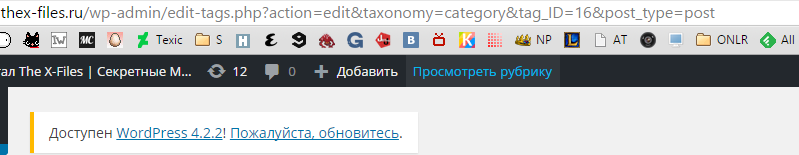 thex-files.ru/wp-admin/edit-tags.php?action=edit&taxonomy=category&tag_ID=16&post_type=post
Texic S G B K NP AT ONLR All
тал The X-Files | Секретные М... 12 0 Добавить Просмотреть рубрику
Доступен WordPress 4.2.2! Пожалуйста, обновитесь.